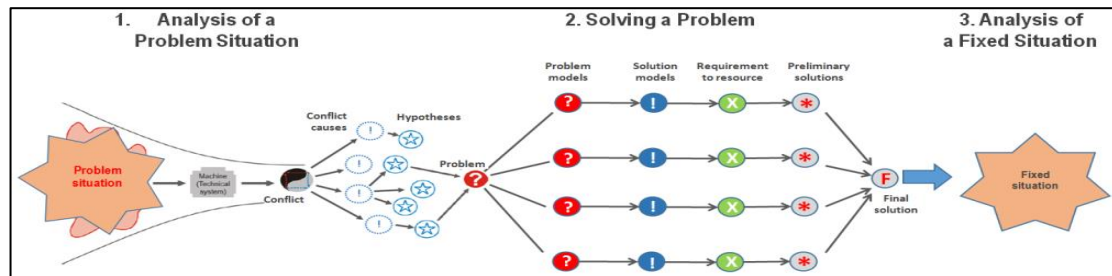 1. Analysis of a
Problem Situation
2. Solving a Problem
3. Analysis of
a Fixed Situation
Problem
models
Solution
models
Requirement
to resource
Preliminary
solutions
Conflict
causes
Hypotheses
Problem
situation
Machine
(Technical
system)
Conflict
Problem
!
!
!
!
?
? ! X *
? ! X *
? ! X *
? ! X *
F
Final
solution
Fixed
situation